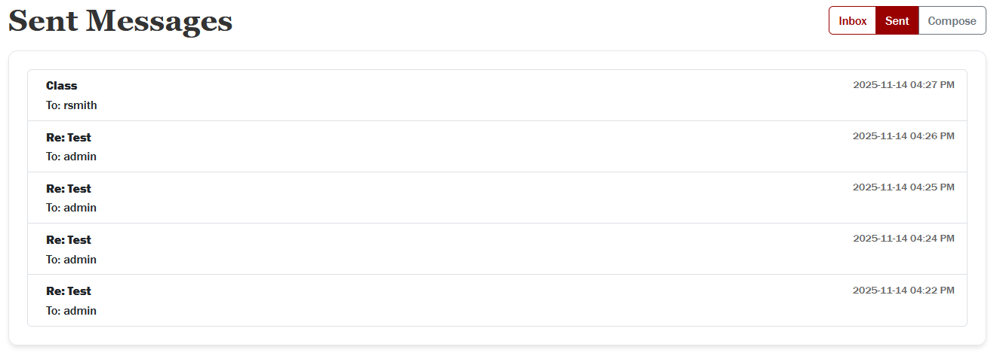 Sent Messages
Inbox Sent Compose
Class 2025-11-14 04:27 PM
To: rsmith
Re: Test 2025-11-14 04:26 PM
To: admin
Re: Test 2025-11-14 04:25 PM
To: admin
Re: Test 2025-11-14 04:24 PM
To: admin
Re: Test 2025-11-14 04:22 PM
To: admin